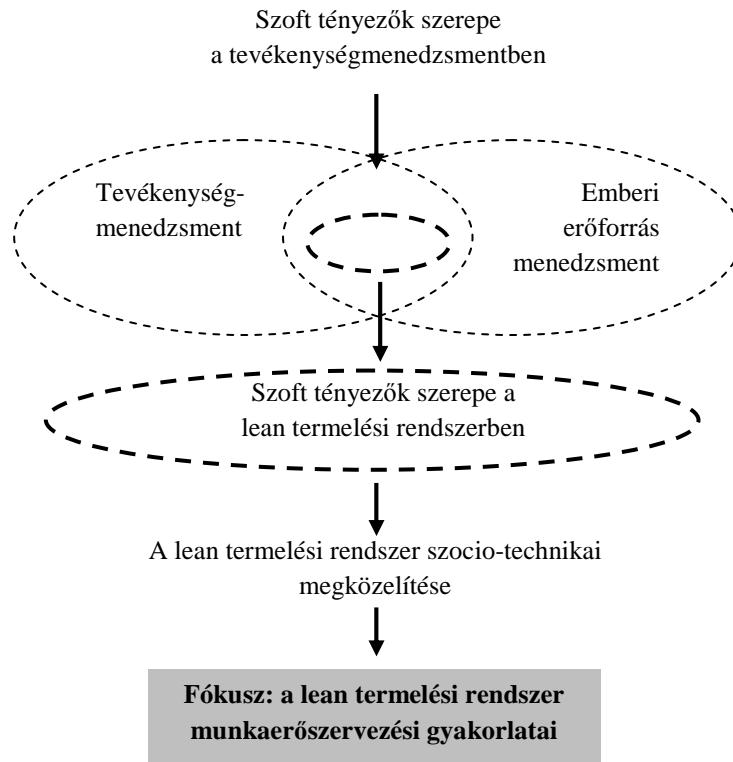 Szoft tényezők szerepe
a tevékenységmenedzsmentben
Tevékenység-
menedzsment
Emberi
erőforrás
menedzsment
Szoft tényezők szerepe a
lean termelési rendszerben
A lean termelési rendszer szocio-technikai
megközelítése
Fókusz: a lean termelési rendszer
munkaerőszervezési gyakorlatai